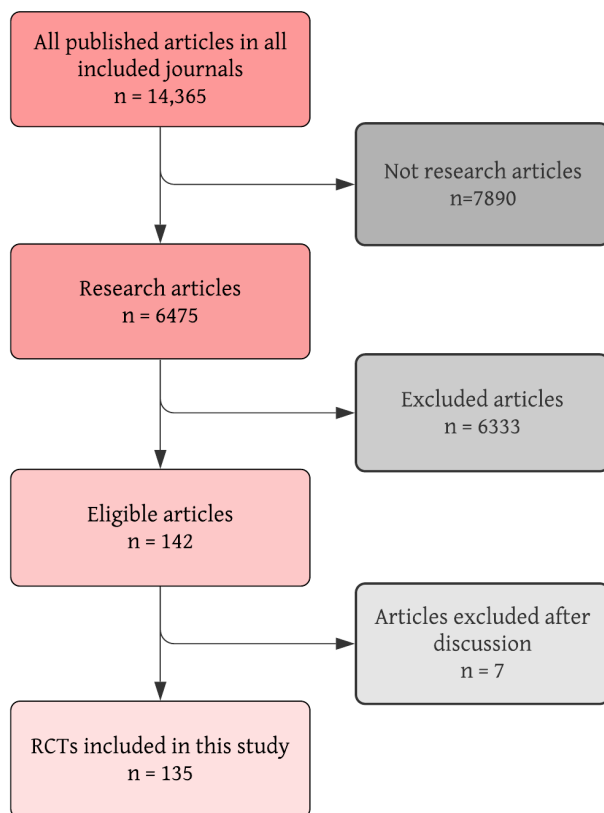 All published articles in all
included journals
n = 14,365
Not research articles
n=7890
Research articles
n = 6475
Excluded articles
n = 6333
Eligible articles
n = 142
Articles excluded after
discussion
n = 7
RCTs included in this study
n = 135